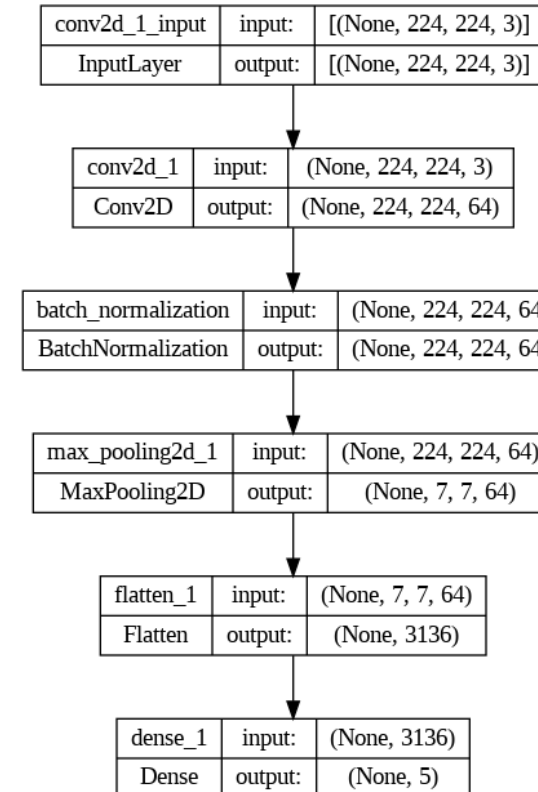 conv2d_1_input input: [(None, 224, 224, 3)]
InputLayer output: [(None, 224, 224, 3)]
conv2d_1 input: (None, 224, 224, 3)
Conv2D output: (None, 224, 224, 64)
batch_normalization input: (None, 224, 224, 64
BatchNormalization output: (None, 224, 224, 64
max_pooling2d_1 input: (None, 224, 224, 64)
MaxPooling2D output: (None, 7, 7, 64)
flatten_1 input: (None, 7, 7, 64)
Flatten output: (None, 3136)
dense_1 input: (None, 3136)
Dense output: (None, 5)